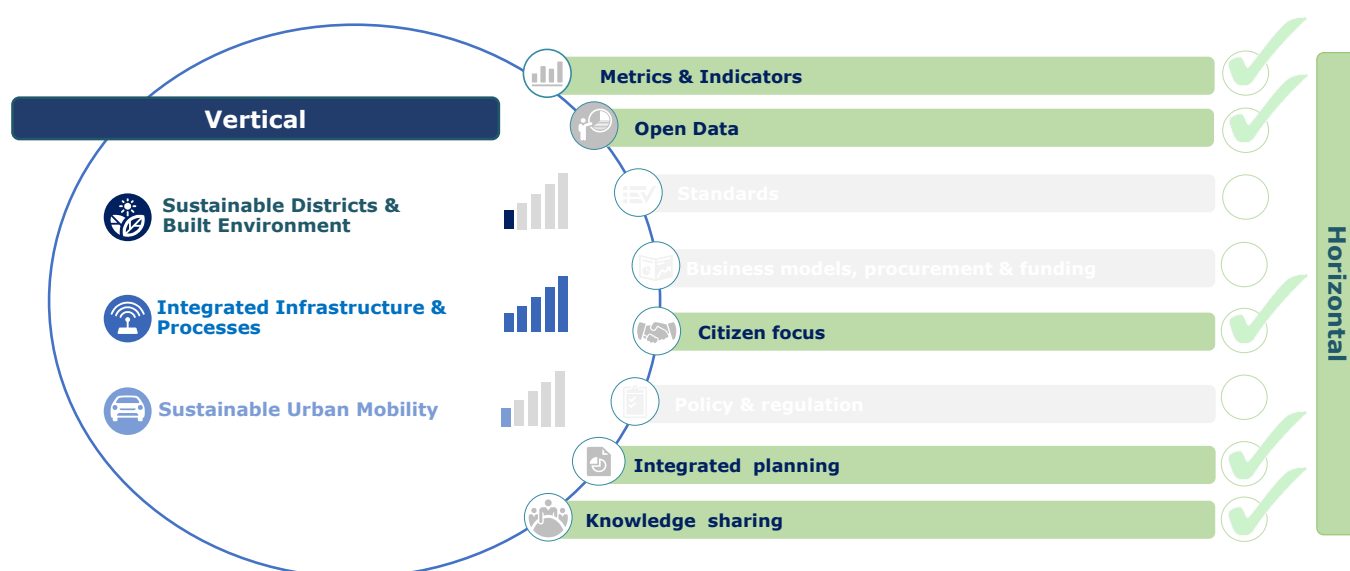 Vertical
Sustainable Districts &
Built Environment
Integrated Infrastructure &
Processes
Sustainable Urban Mobility
Metrics & Indicators
Open Data
Standards
Business models, procurement & funding
Citizen focus
Policy & regulation
Integrated planning
Knowledge sharing
Horizontal